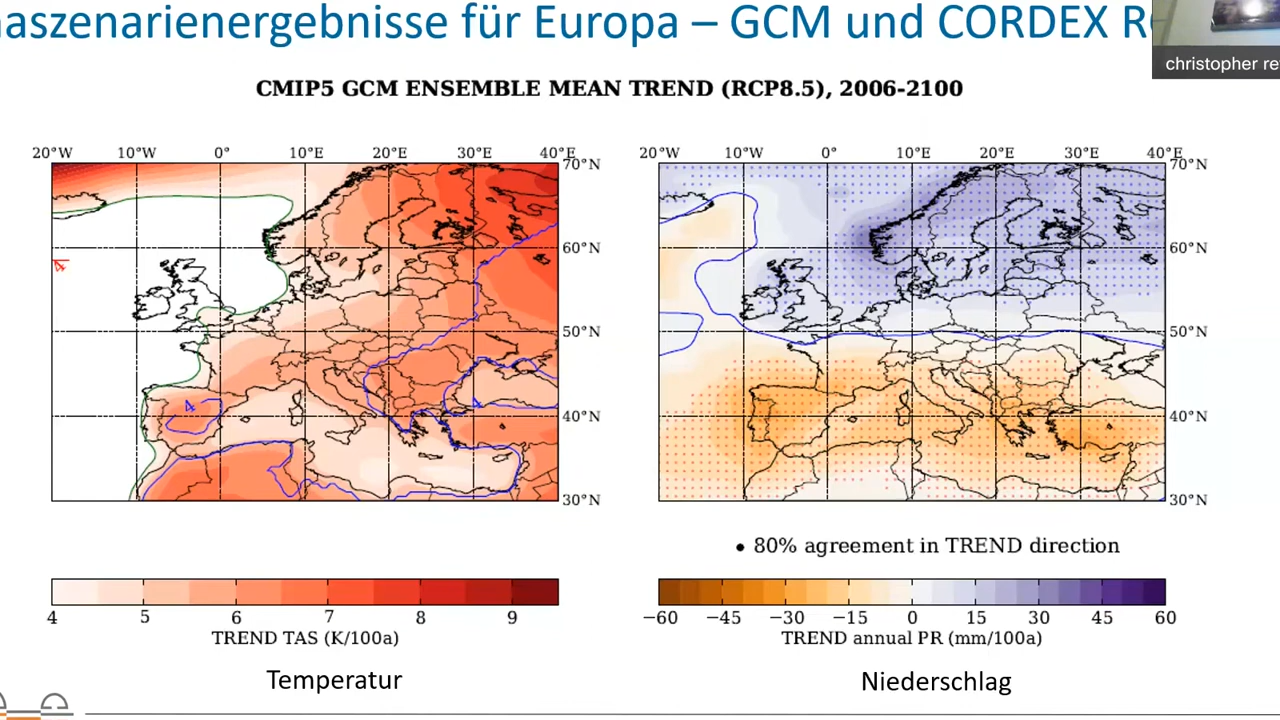 aszenarienergebnisse für Europa – GCM und CORDEX R
christopher re
CMIP5 GCM ENSEMBLE MEAN TREND (RCP8.5), 2006-2100
20°W 10°W 0° 10°E 20°E 30°E 40°E
70°N
60°N
50°N
40°N
30°N
4
4
4
20°W 10°W 0° 10°E 20°E 30°E 40°E
70°N
60°N
50°N
40°N
30°N
• 80% agreement in TREND direction
4 5 6 7 8 9
TREND TAS (K/100a)
−60 −45 −30 −15 0 15 30 45 60
TREND annual PR (mm/100a)
Temperatur
Niederschlag